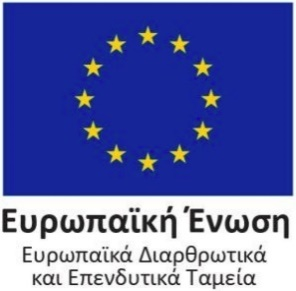 Ευρωπαϊκή Ένωση
Ευρωπαϊκά Διαρθρωτικά
και Επενδυτικά Ταμεία